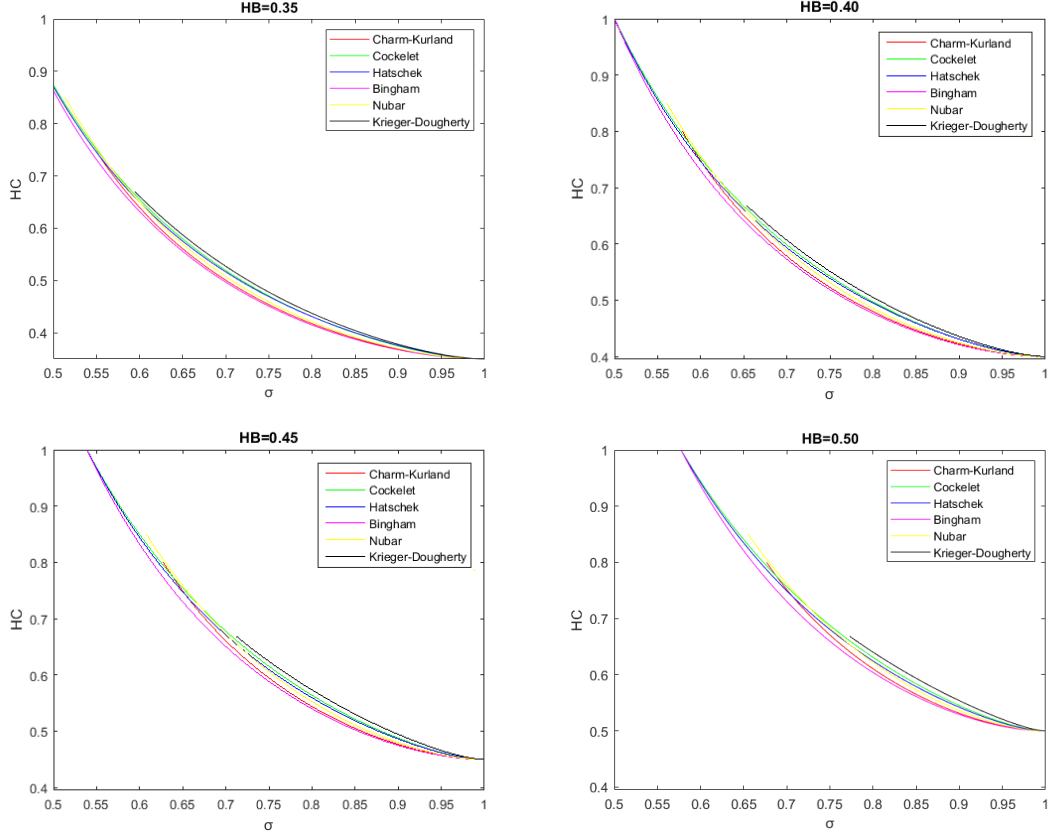 HB=0.35
1
0.9
0.8
0.7
0.6
0.5
0.4
HC
0.5 0.55 0.6 0.65 0.7 0.75 0.8 0.85 0.9 0.95 1
σ
Charm-Kurland
Cockelet
Hatschek
Bingham
Nubar
Krieger-Dougherty
HB=0.40
1
0.9
0.8
0.7
0.6
0.5
0.4
HC
0.5 0.55 0.6 0.65 0.7 0.75 0.8 0.85 0.9 0.95 1
σ
Charm-Kurland
Cockelet
Hatschek
Bingham
Nubar
Krieger-Dougherty
HB=0.45
1
0.9
0.8
0.7
0.6
0.5
0.4
HC
0.5 0.55 0.6 0.65 0.7 0.75 0.8 0.85 0.9 0.95 1
σ
Charm-Kurland
Cockelet
Hatschek
Bingham
Nubar
Krieger-Dougherty
HB=0.50
1
0.9
0.8
0.7
0.6
0.5
0.4
HC
0.5 0.55 0.6 0.65 0.7 0.75 0.8 0.85 0.9 0.95 1
σ
Charm-Kurland
Cockelet
Hatschek
Bingham
Nubar
Krieger-Dougherty